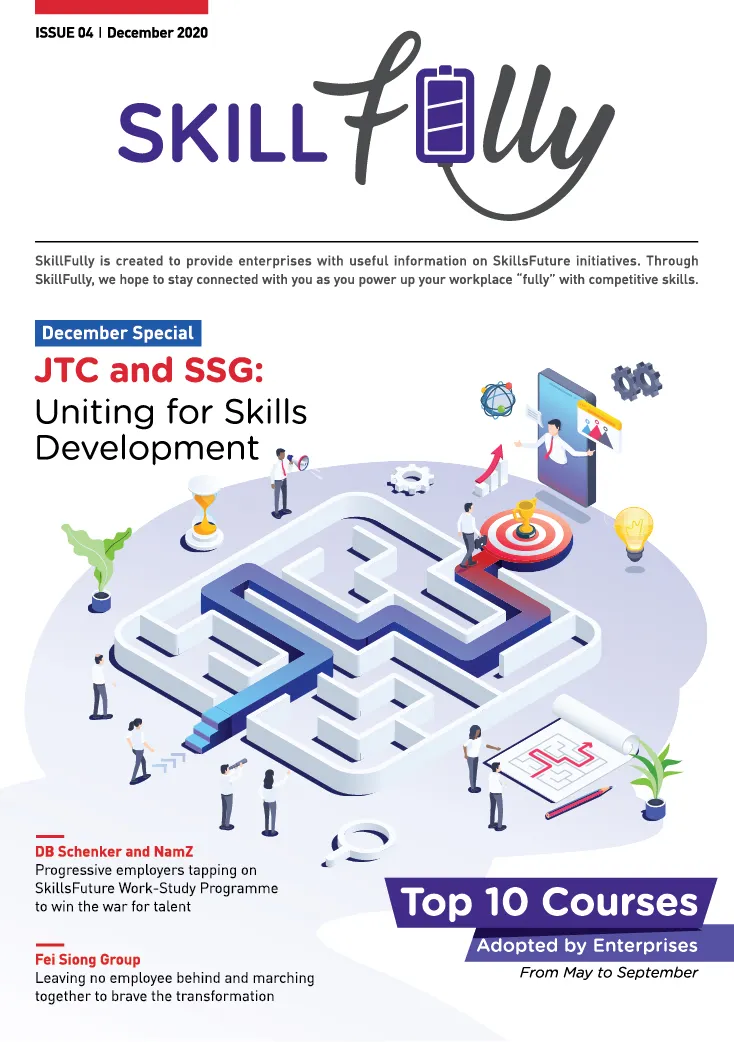 ISSUE 04 | December 2020
SKILLFully
SkillFully is created to provide enterprises with useful information on SkillsFuture initiatives. Through
SkillFully, we hope to stay connected with you as you power up your workplace “fully” with competitive skills.
December Special
JTC and SSG:
Uniting for Skills
Development
DB Schenker and NamZ
Progressive employers tapping on
SkillsFuture Work-Study Programme
to win the war for talent
Fei Siong Group
Leaving no employee behind and marching
together to brave the transformation
Top 10 Courses
Adopted by Enterprises
From May to September